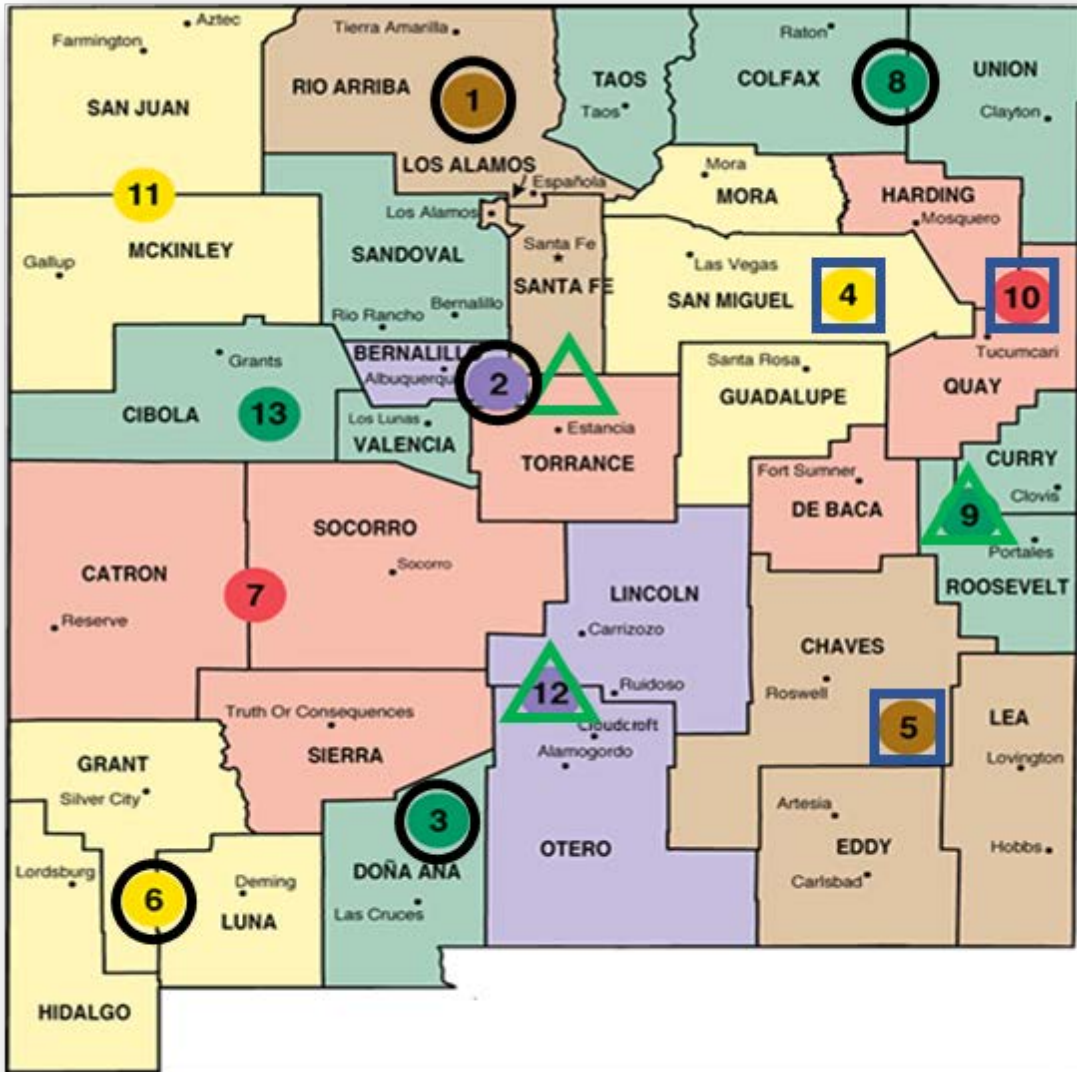 Aztec
Farmington
SAN JUAN
11
MCKINLEY
Gallup
Tierra Amarilla
RIO ARRIBA
1
LOS ALAMOS
Española
Los Alamos
TAOS
Taos
Raton
COLFAX
8
UNION
Clayton
Mora
MORA
HARDING
Mosquero
SANDOVAL
Rio Rancho
Bernalillo
Santa Fe
SANTA FE
Las Vegas
SAN MIGUEL
4
10
Tucumcari
QUAY
Grants
CIBOLA
13
BERNALILL
Albuquerqu
2
Los Lunas
VALENCIA
Estancia
TORRANCE
Santa Rosa
GUADALUPE
Fort Sumner
DE BACA
CURRY
Clovis
9
Portales
ROOSEVELT
CATRON
Reserve
7
SOCORRO
Socorro
LINCOLN
Carrizozo
Ruidoso
12
Cloudcroft
Alamogordo
OTERO
CHAVES
Roswell
5
LEA
Lovington
Hobbs
Artesia
EDDY
Carlsbad
Truth Or Consequences
SIERRA
GRANT
Silver City
Lordsburg
6
Deming
LUNA
HIDALGO
3
DOÑA ANA
Las Cruces